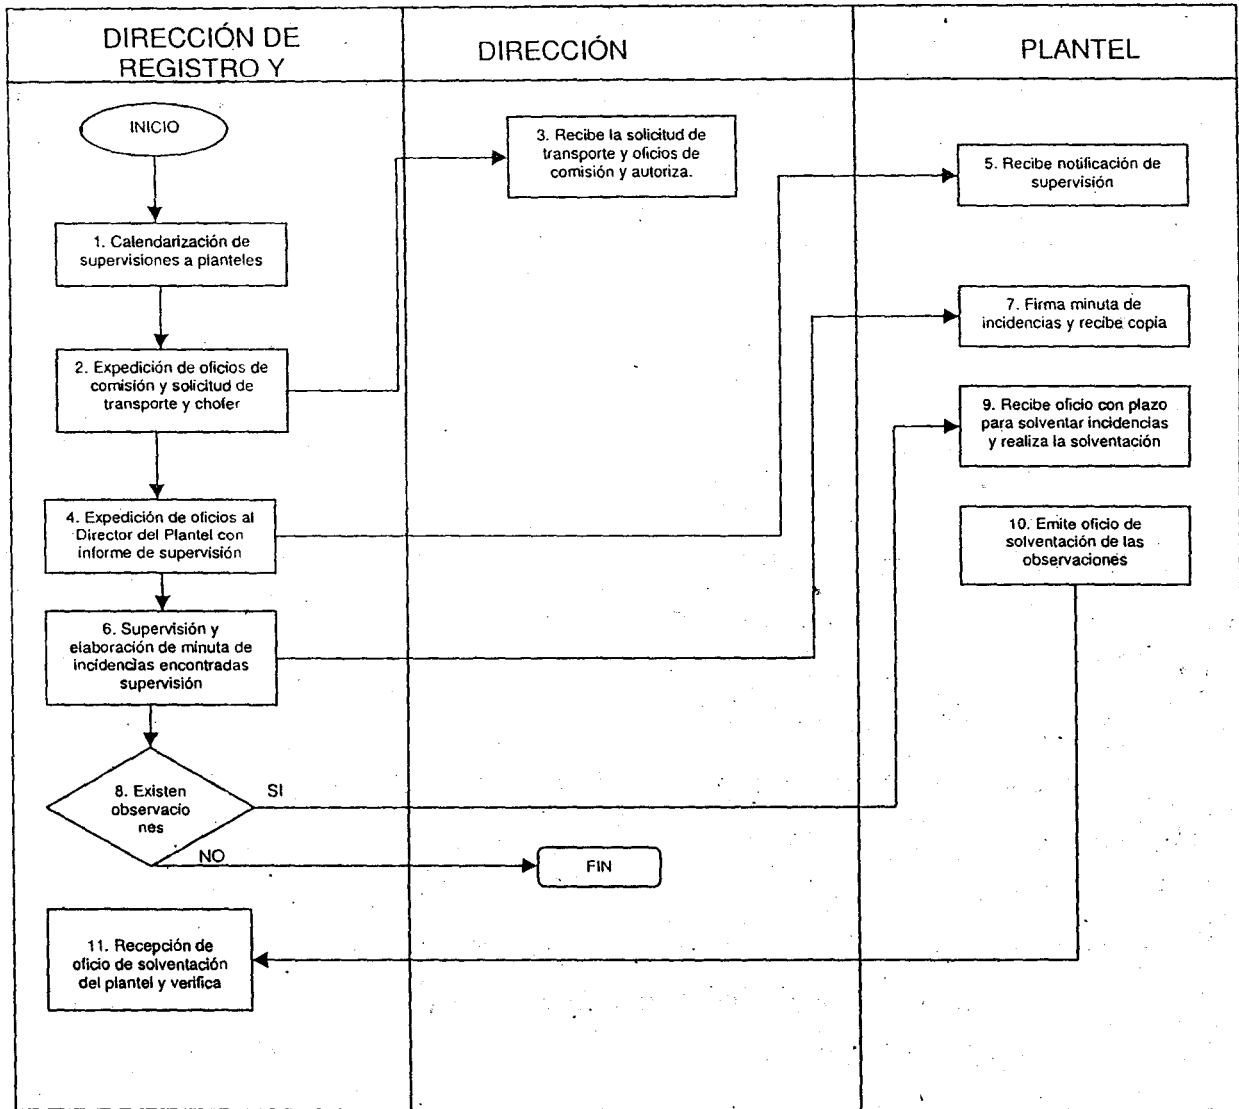 DIRECCIÓN DE
REGISTRO Y
DIRECCIÓN
PLANTEL
INICIO
1. Calendarización de
supervisiones a planteles
2. Expedición de oficios de
comisión y solicitud de
transporte y chofer
3. Recibe la solicitud de
transporte y oficios de
comisión y autoriza.
4. Expedición de oficios al
Director del Plantel con
informe de supervisión
5. Recibe notificación de
supervisión
6. Supervisión y
elaboración de minuta de
incidencias encontradas
supervisión
7. Firma minuta de
incidencias y recibe copia
8. Existen
observacio
nes
SI
NO
FIN
9. Recibe oficio con plazo
para solventar incidencias
y realiza la solventación
10. Emite oficio de
solventación de las
observaciones
11. Recepción de
oficio de solventación
del plantel y verifica